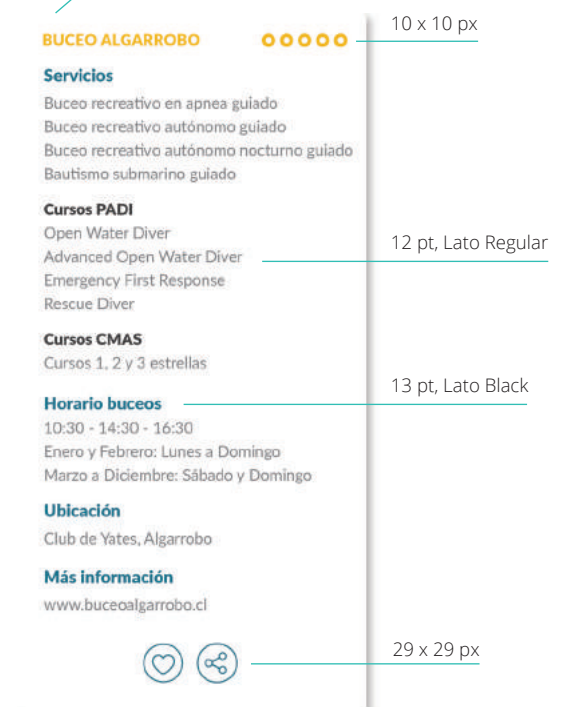 10 x 10 px
BUCEO ALGARROBO
Servicios
Buceo recreativo en apnea guiado
Buceo recreativo autónomo guiado
Buceo recreativo autónomo nocturno guiado
Bautismo submarino guiado
Cursos PADI
Open Water Diver
12 pt, Lato Regular
Advanced Open Water Diver
Emergency First Response
Rescue Diver
Cursos CMAS
Cursos 1, 2 y 3 estrellas
13 pt, Lato Black
Horario buceos
10:30 - 14:30 - 16:30
Enero y Febrero: Lunes a Domingo
Marzo a Diciembre: Sábado y Domingo
Ubicación
Club de Yates, Algarrobo
Más información
www.buceoalgarrobo.cl
29 x 29 px